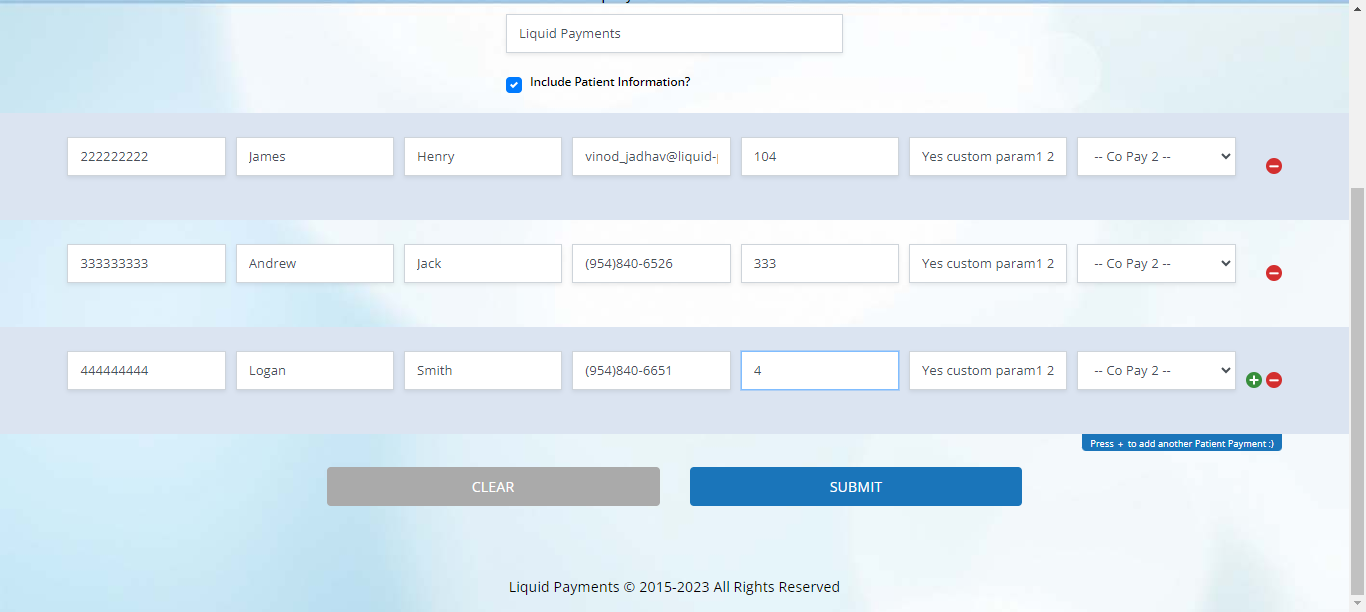 Liquid Payments
Include Patient Information?
222222222 James Henry vinod_jadhav@liquid- 104 Yes custom param1 2 -- Co Pay 2 --
333333333 Andrew Jack (954)840-6526 333 Yes custom param1 2 -- Co Pay 2 --
444444444 Logan Smith (954)840-6651 4 Yes custom param1 2 -- Co Pay 2 --
Press + to add another Patient Payment :)
CLEAR SUBMIT
Liquid Payments © 2015-2023 All Rights Reserved